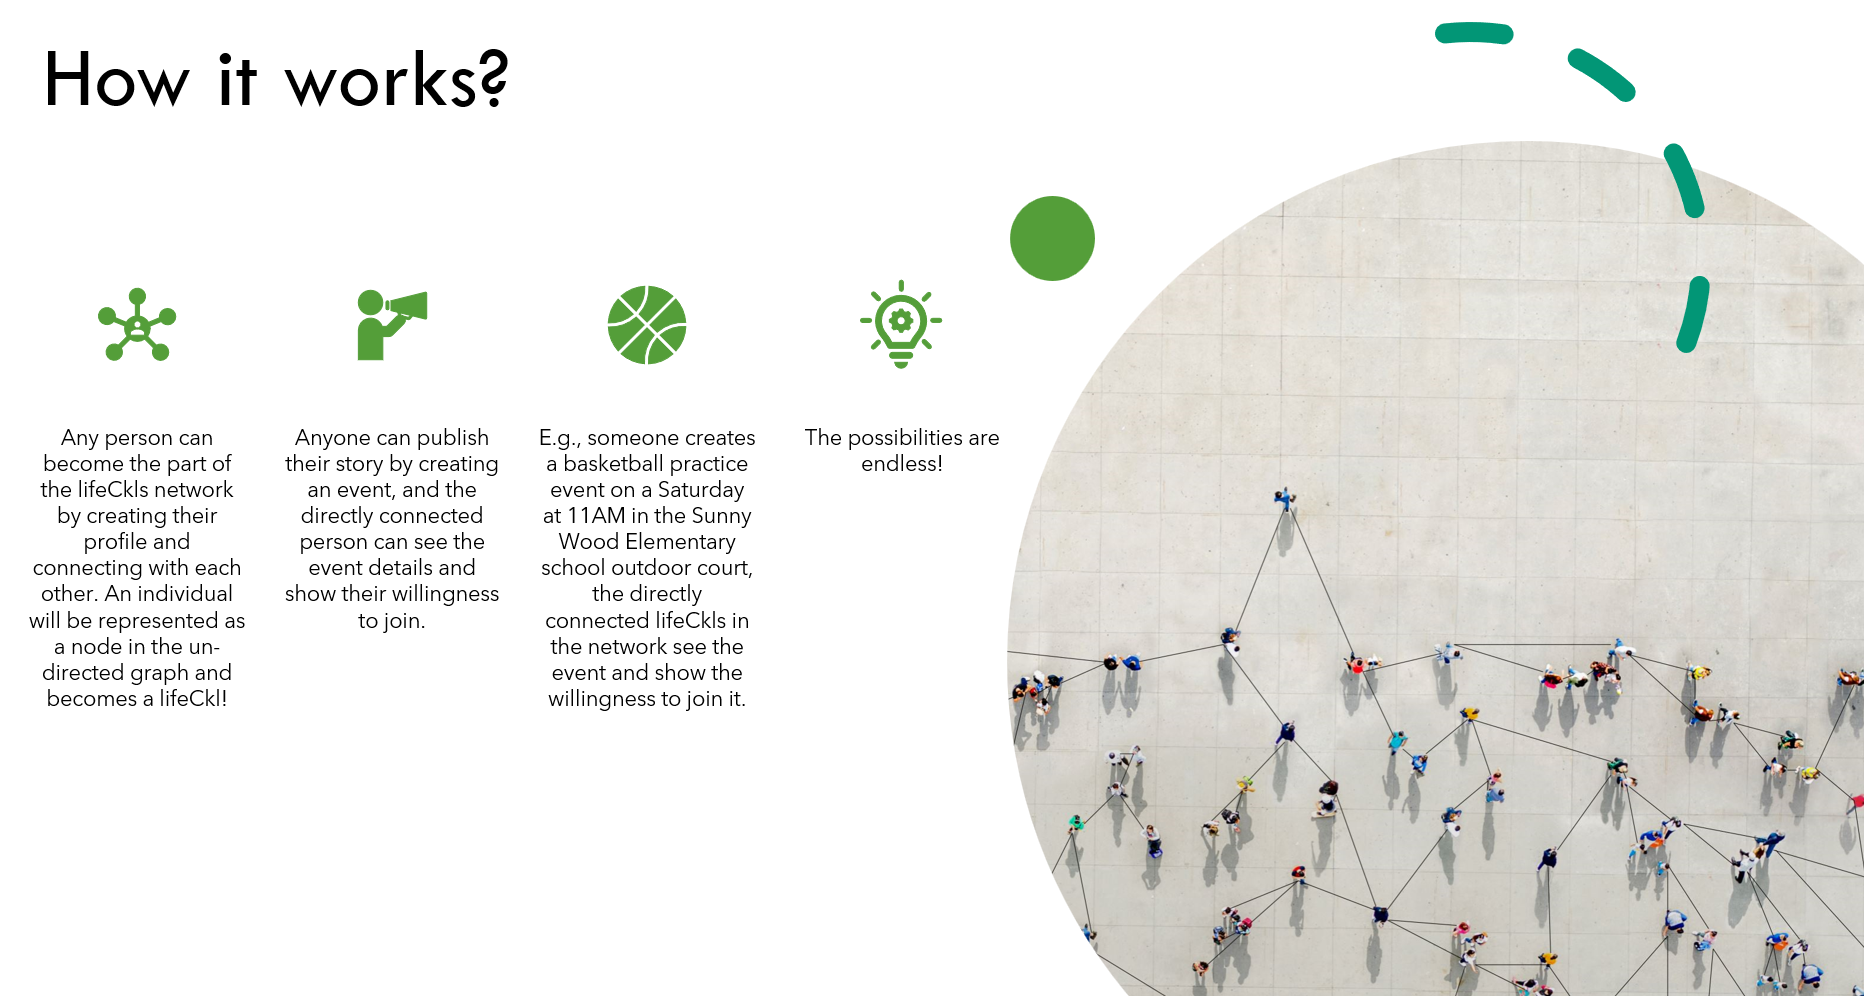 How it works?
Any person can
become the part of
the lifeCkls network
by creating their
profile and
connecting with each
other. An individual
will be represented as
a node in the un-
directed graph and
becomes a lifeCkl!
Anyone can publish
their story by creating
an event, and the
directly connected
person can see the
event details and
show their willingness
to join.
E.g., someone creates
a basketball practice
event on a Saturday
at 11AM in the Sunny
Wood Elementary
school outdoor court,
the directly
connected lifeCkls in
the network see the
event and show the
willingness to join it.
The possibilities are
endless!